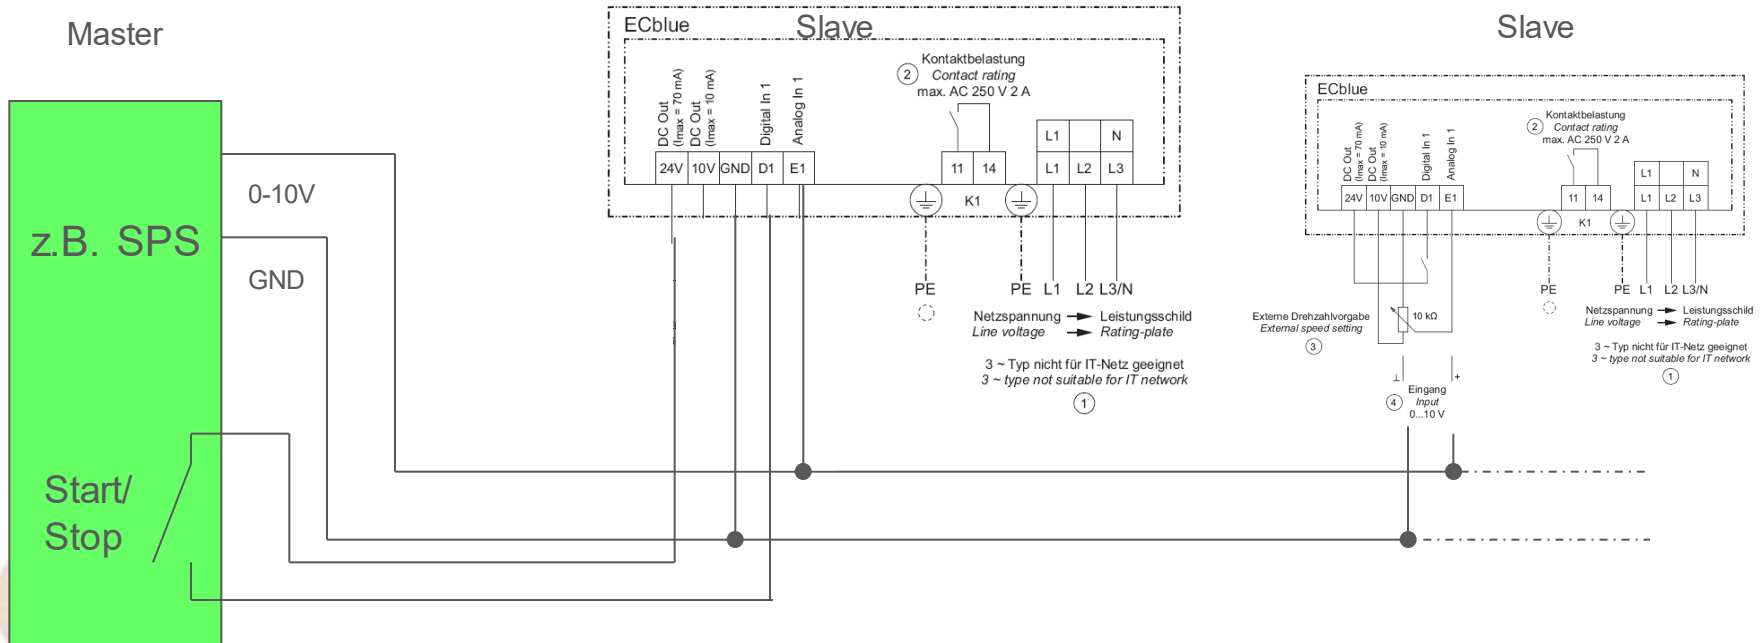 Master
z.B. SPS
0-10V
GND
Start/
Stop
Slave
ECblue
DC Out
(Imax = 70 mA)
DC Out
(Imax = 10 mA)
Digital In 1
Analog In 1
2
Kontaktbelastung
Contact rating
max. AC 250 V 2 A
24V 10V GND D1 E1
11 14
L1 N
L1 L2 L3
K1
PE
PE L1 L2 L3/N
Netzspannung Leistungsschild
Line voltage Rating-plate
3 ~ Typ nicht für IT-Netz geeignet
3 ~ type not suitable for IT network
1
Slave
ECblue
DC Out
(Imax = 70 mA)
DC Out
(Imax = 10 mA)
Digital In 1
Analog In 1
2
Kontaktbelastung
Contact rating
max. AC 250 V 2 A
24V 10V GND D1 E1
11 14
L1 N
L1 L2 L3
K1
PE
PE L1 L2 L3/N
Netzspannung Leistungsschild
Line voltage Rating-plate
3 ~ Typ nicht für IT-Netz geeignet
3 ~ type not suitable for IT network
1
Externe Drehzahlvorgabe
External speed setting
3
10 kΩ
⊥ +
4
Eingang
Input
0...10 V